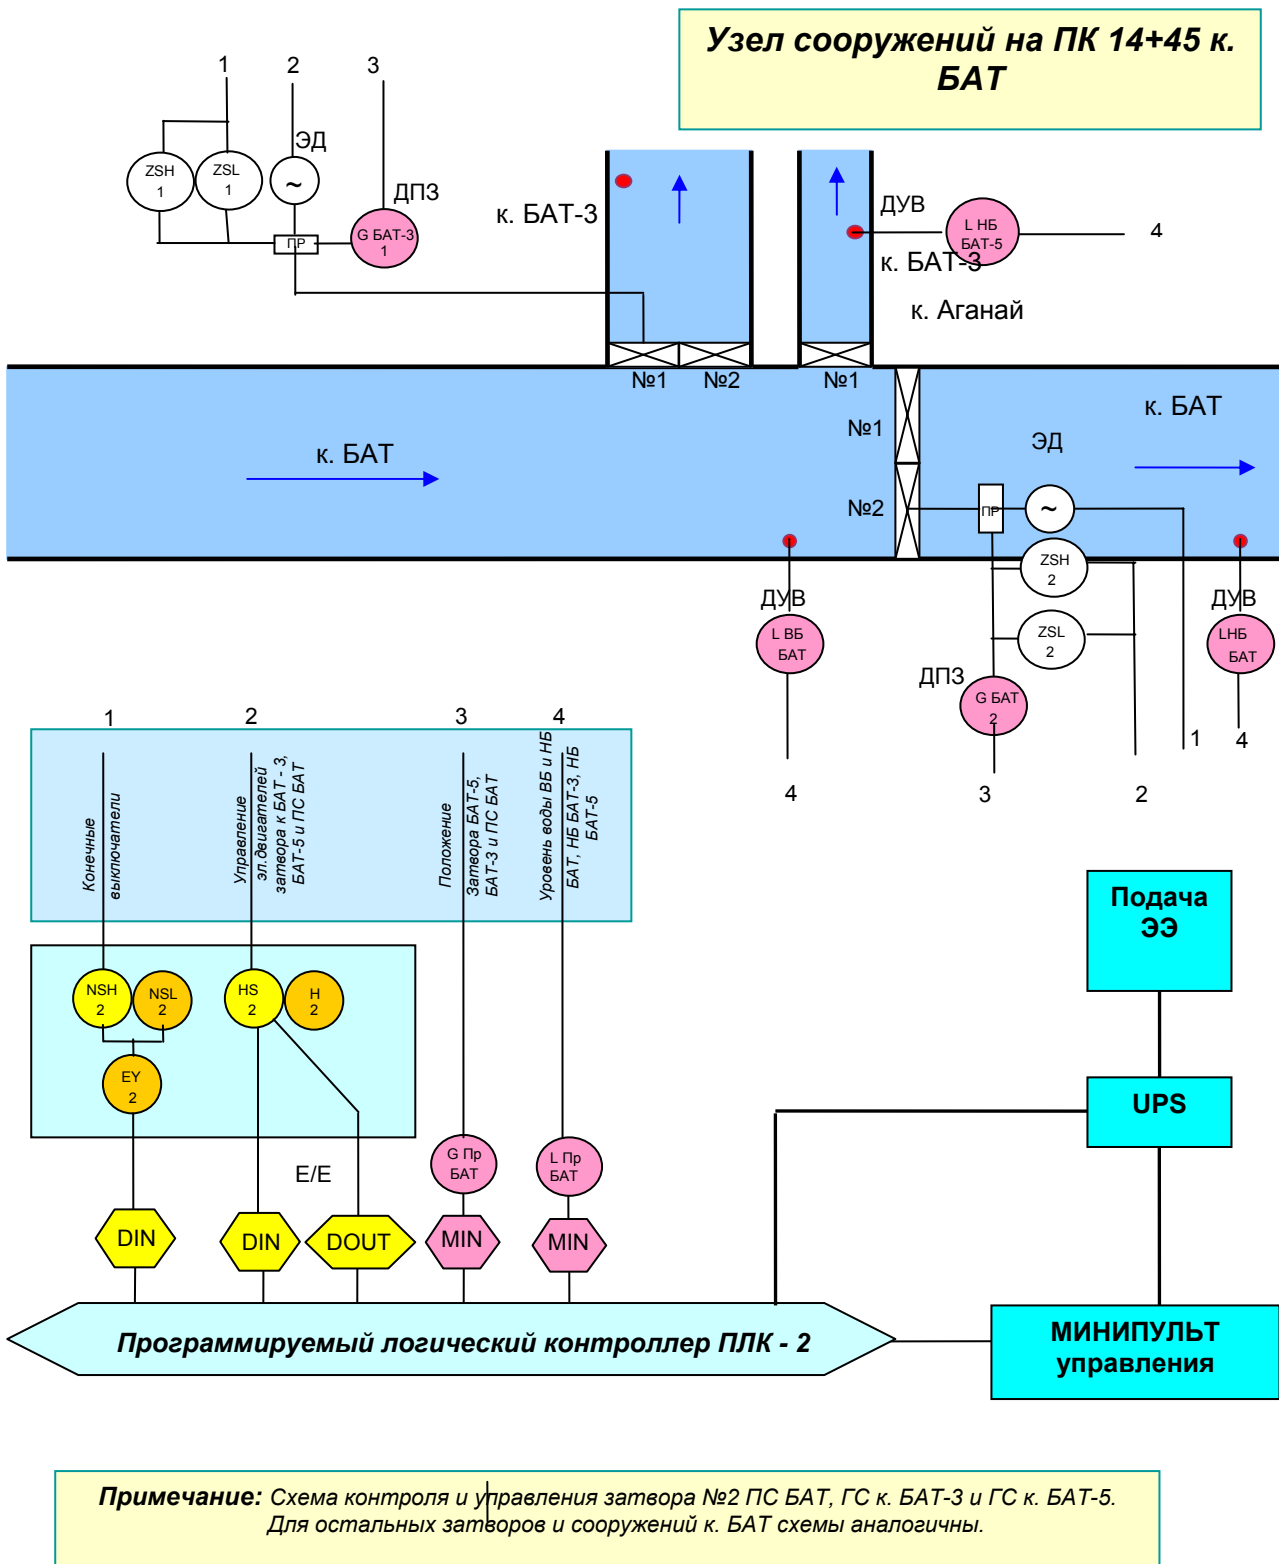 Узел сооружений на ПК 14+45 к.
БАТ
1
2
3
ЭД
ZSH
1
ZSL
1
~
ДПЗ
ПР
G БАТ-3
1
к. БАТ-3
ДУВ
L НБ
БАТ-5
4
к. БАТ-3
к. Аганай
№1
№2
№1
к. БАТ
№1
№2
ЭД
к. БАТ
ПР
~
ZSH
2
ZSL
2
ДУВ
L ВБ
БАТ
ДПЗ
G БАТ
2
ДУВ
LНБ
БАТ
4
3
2
1
4
1
2
3
4
Конечные
выключатели
Управление
эл.двигателей
затвора к БАТ - 3,
БАТ-5 и ПС БАТ
Положение
Затвора БАТ-5,
БАТ-3 и ПС БАТ
Уровень воды ВБ и НБ
БАТ, НБ БАТ-3, НБ
БАТ-5
NSH
2
NSL
2
HS
2
H
2
EY
2
E/E
G Пр
БАТ
L Пр
БАТ
DIN
DIN
DOUT
MIN
MIN
Подача
ЭЭ
UPS
Программируемый логический контроллер ПЛК - 2
МИНИПУЛЬТ
управления
Примечание: Схема контроля и управления затвора №2 ПС БАТ, ГС к. БАТ-3 и ГС к. БАТ-5.
Для остальных затворов и сооружений к. БАТ схемы аналогичны.